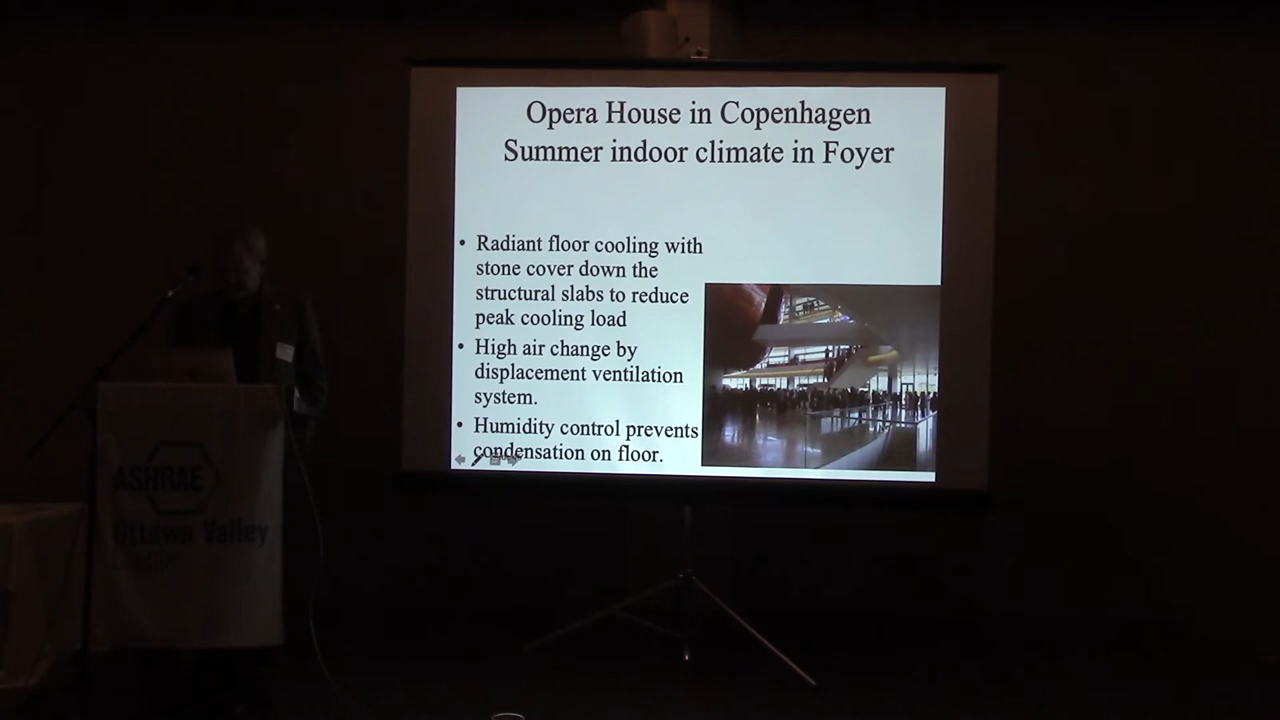 Opera House in Copenhagen
Summer indoor climate in Foyer
• Radiant floor cooling with
stone cover down the
structural slabs to reduce
peak cooling load
• High air change by
displacement ventilation
system.
• Humidity control prevents
condensation on floor.
ASHRAE
Ottawa Valley